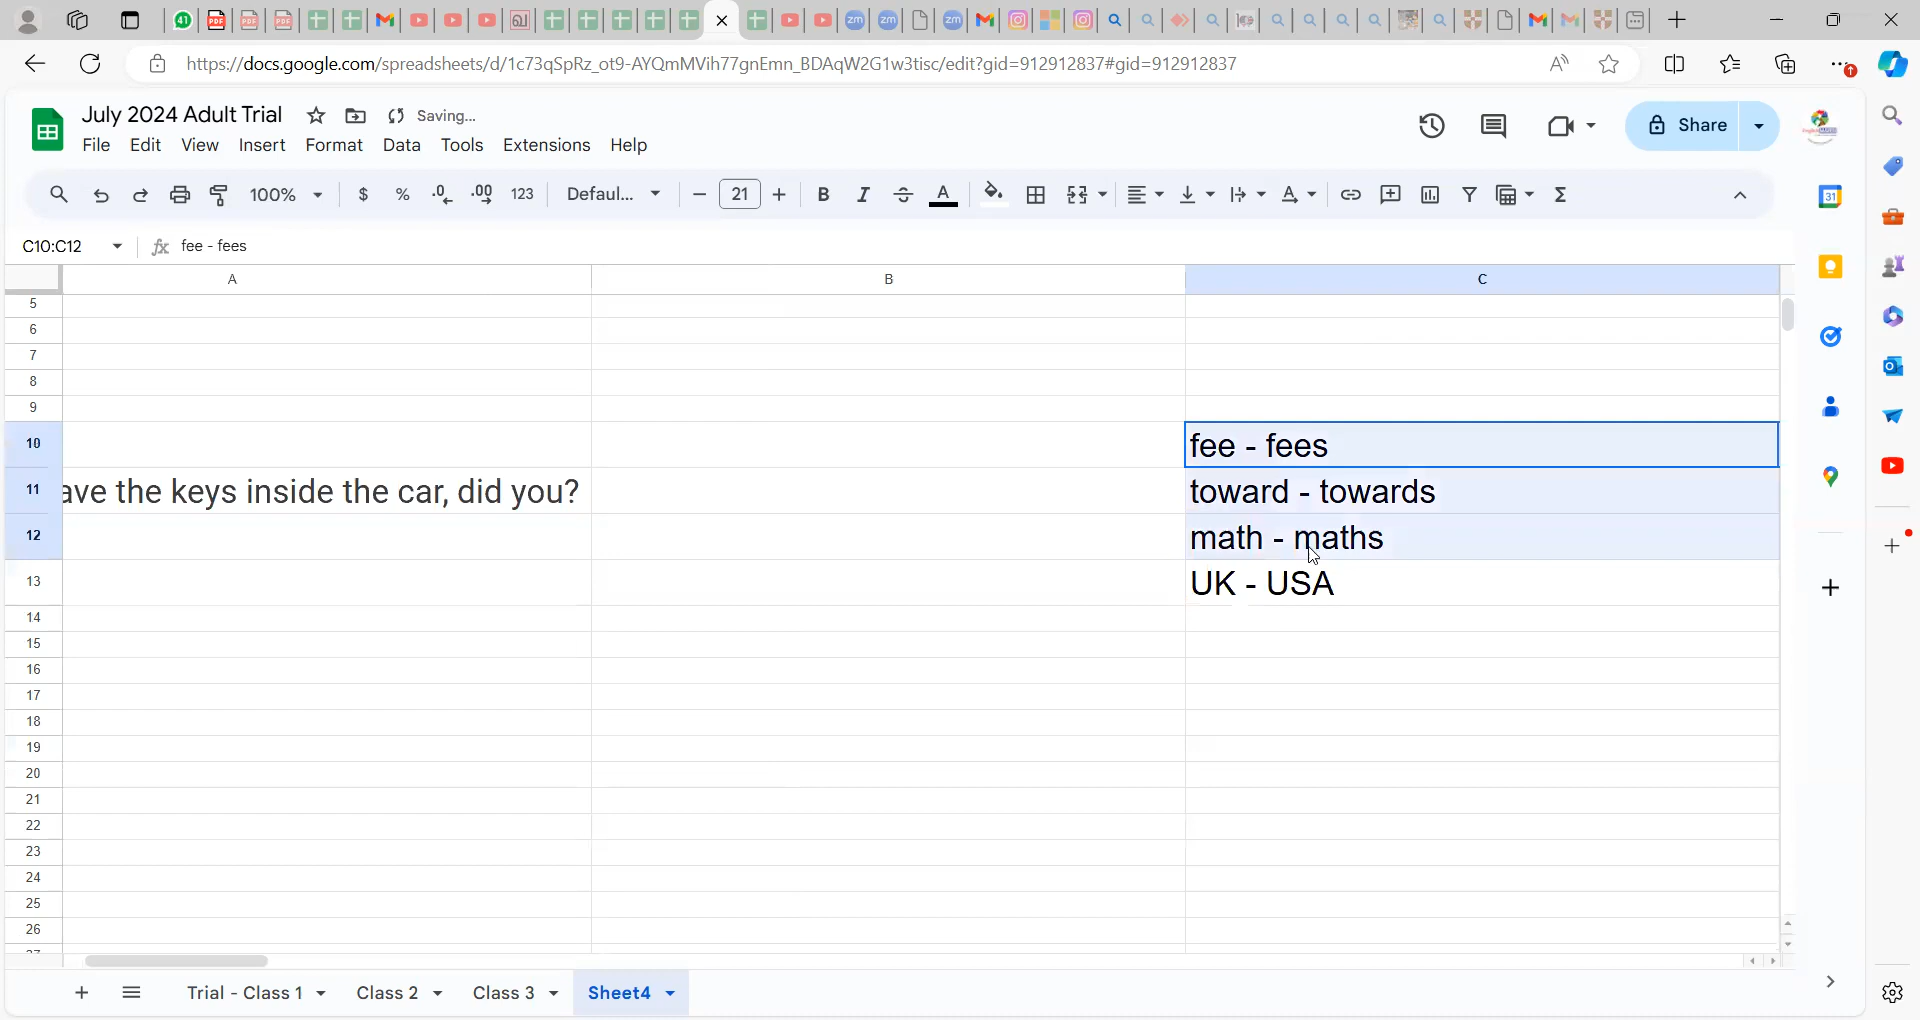 https://docs.google.com/spreadsheets/d/1c73qSpRz_ot9-AYQmMVih77gnEmn_BDAqW2G1w3tisc/edit?gid=912912837#gid=912912837
July 2024 Adult Trial
Saving...
File Edit View Insert Format Data Tools Extensions Help
Share
100% $ % .0 .00 123 Defaul... 21 B I A
C10:C12 fx fee - fees
A B C
5
6
7
8
9
10 fee - fees
11 ave the keys inside the car, did you? toward - towards
12 math - maths
13 UK - USA
14
15
16
17
18
19
20
21
22
23
24
25
26
Trial - Class 1 Class 2 Class 3 Sheet4